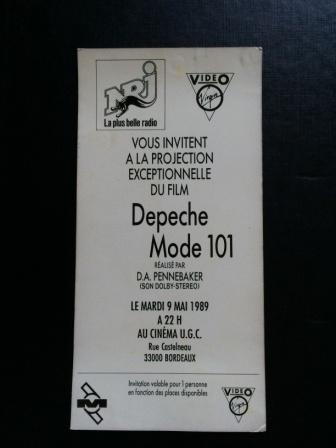 NRJ
La plus belle radio
VIDEO
Virgin
VOUS INVITENT
A LA PROJECTION
EXCEPTIONNELLE
DU FILM
Depeche
Mode 101
RÉALISÉ PAR
D.A. PENNEBAKER
(SON DOLBY-STEREO)
LE MARDI 9 MAI 1989
A 22 H
AU CINÉMA U.G.C.
Rue Castelneau
33000 BORDEAUX
Invitation valable pour 1 personne
en fonction des places disponibles
VIDEO
Virgin